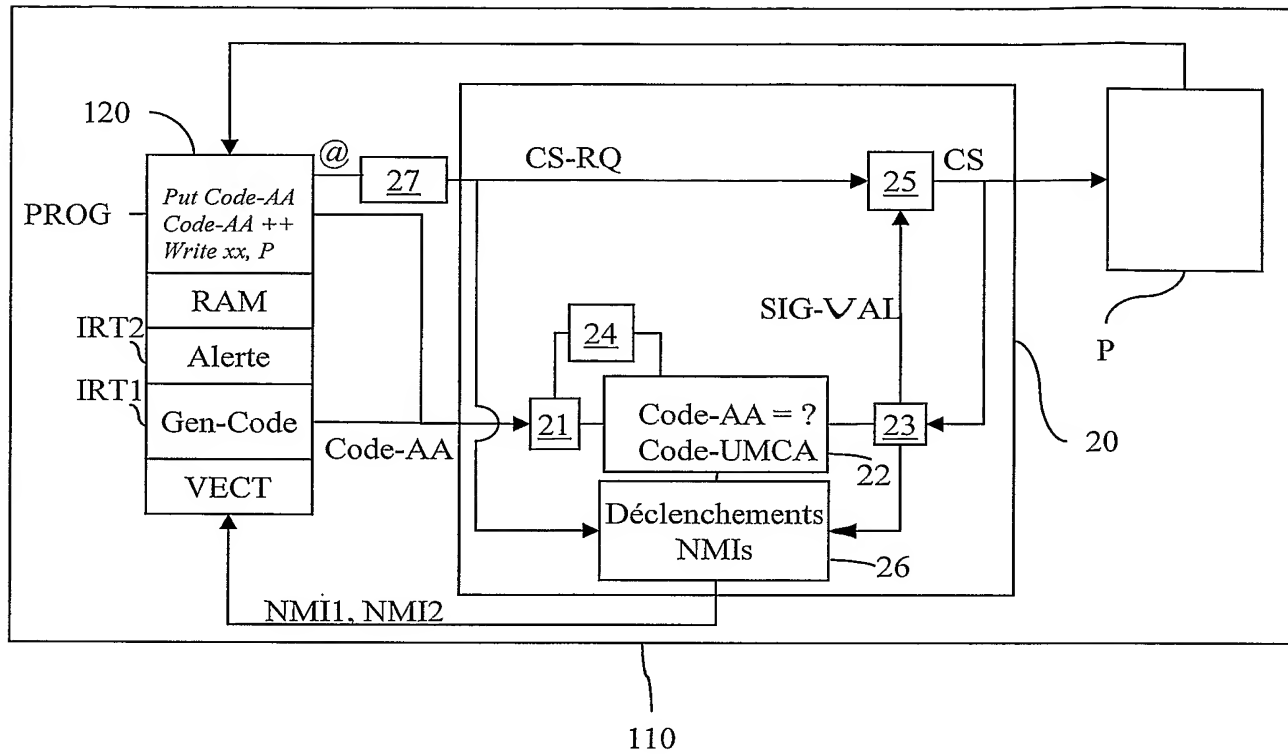 120
@
27
CS-RQ
25
CS
PROG
Put Code-AA
Code-AA ++
Write xx, P
RAM
IRT2
Alerte
IRT1
Gen-Code
VECT
Code-AA
24
SIG-VAL
21
Code-AA = ?
Code-UMCA
23
22
Déclenchements
NMIs
26
20
P
NMI1, NMI2
110